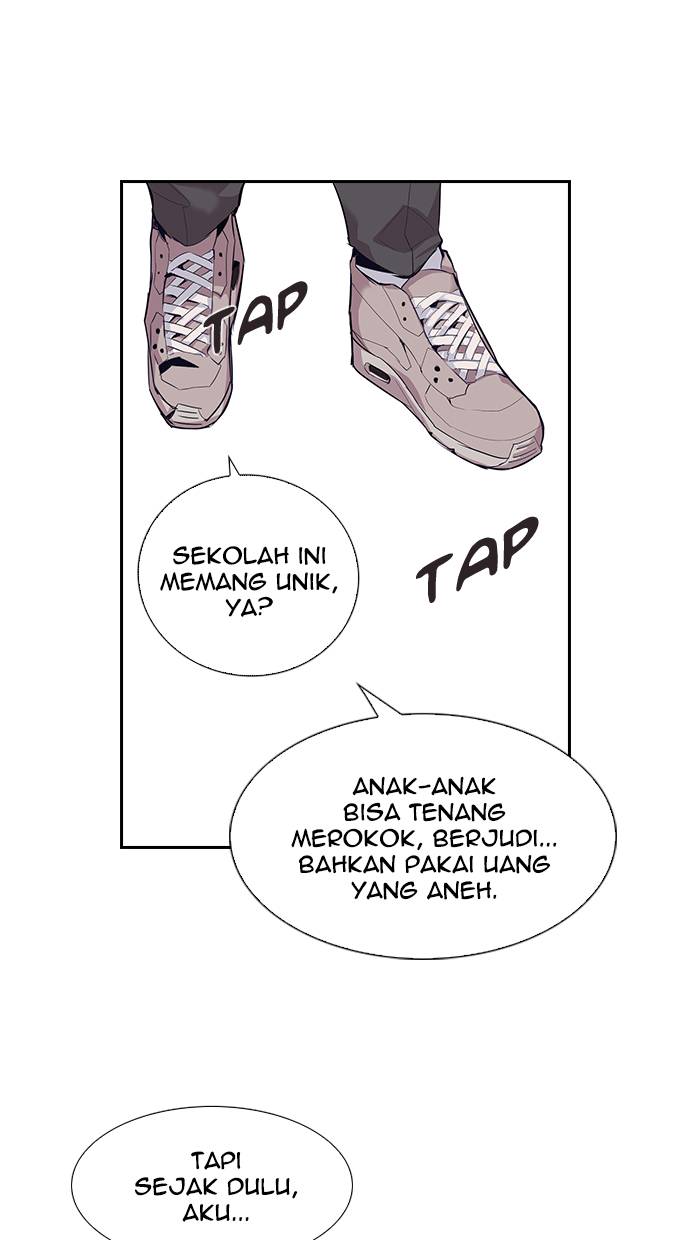 TAP
SEKOLAH INI
MEMANG UNIK,
YA?
TAP
ANAK-ANAK
BISA TENANG
MEROKOK, BERJUDI...
BAHKAN PAKAI UANG
YANG ANEH.
TAPI
SEJAK DULU,
AKU...